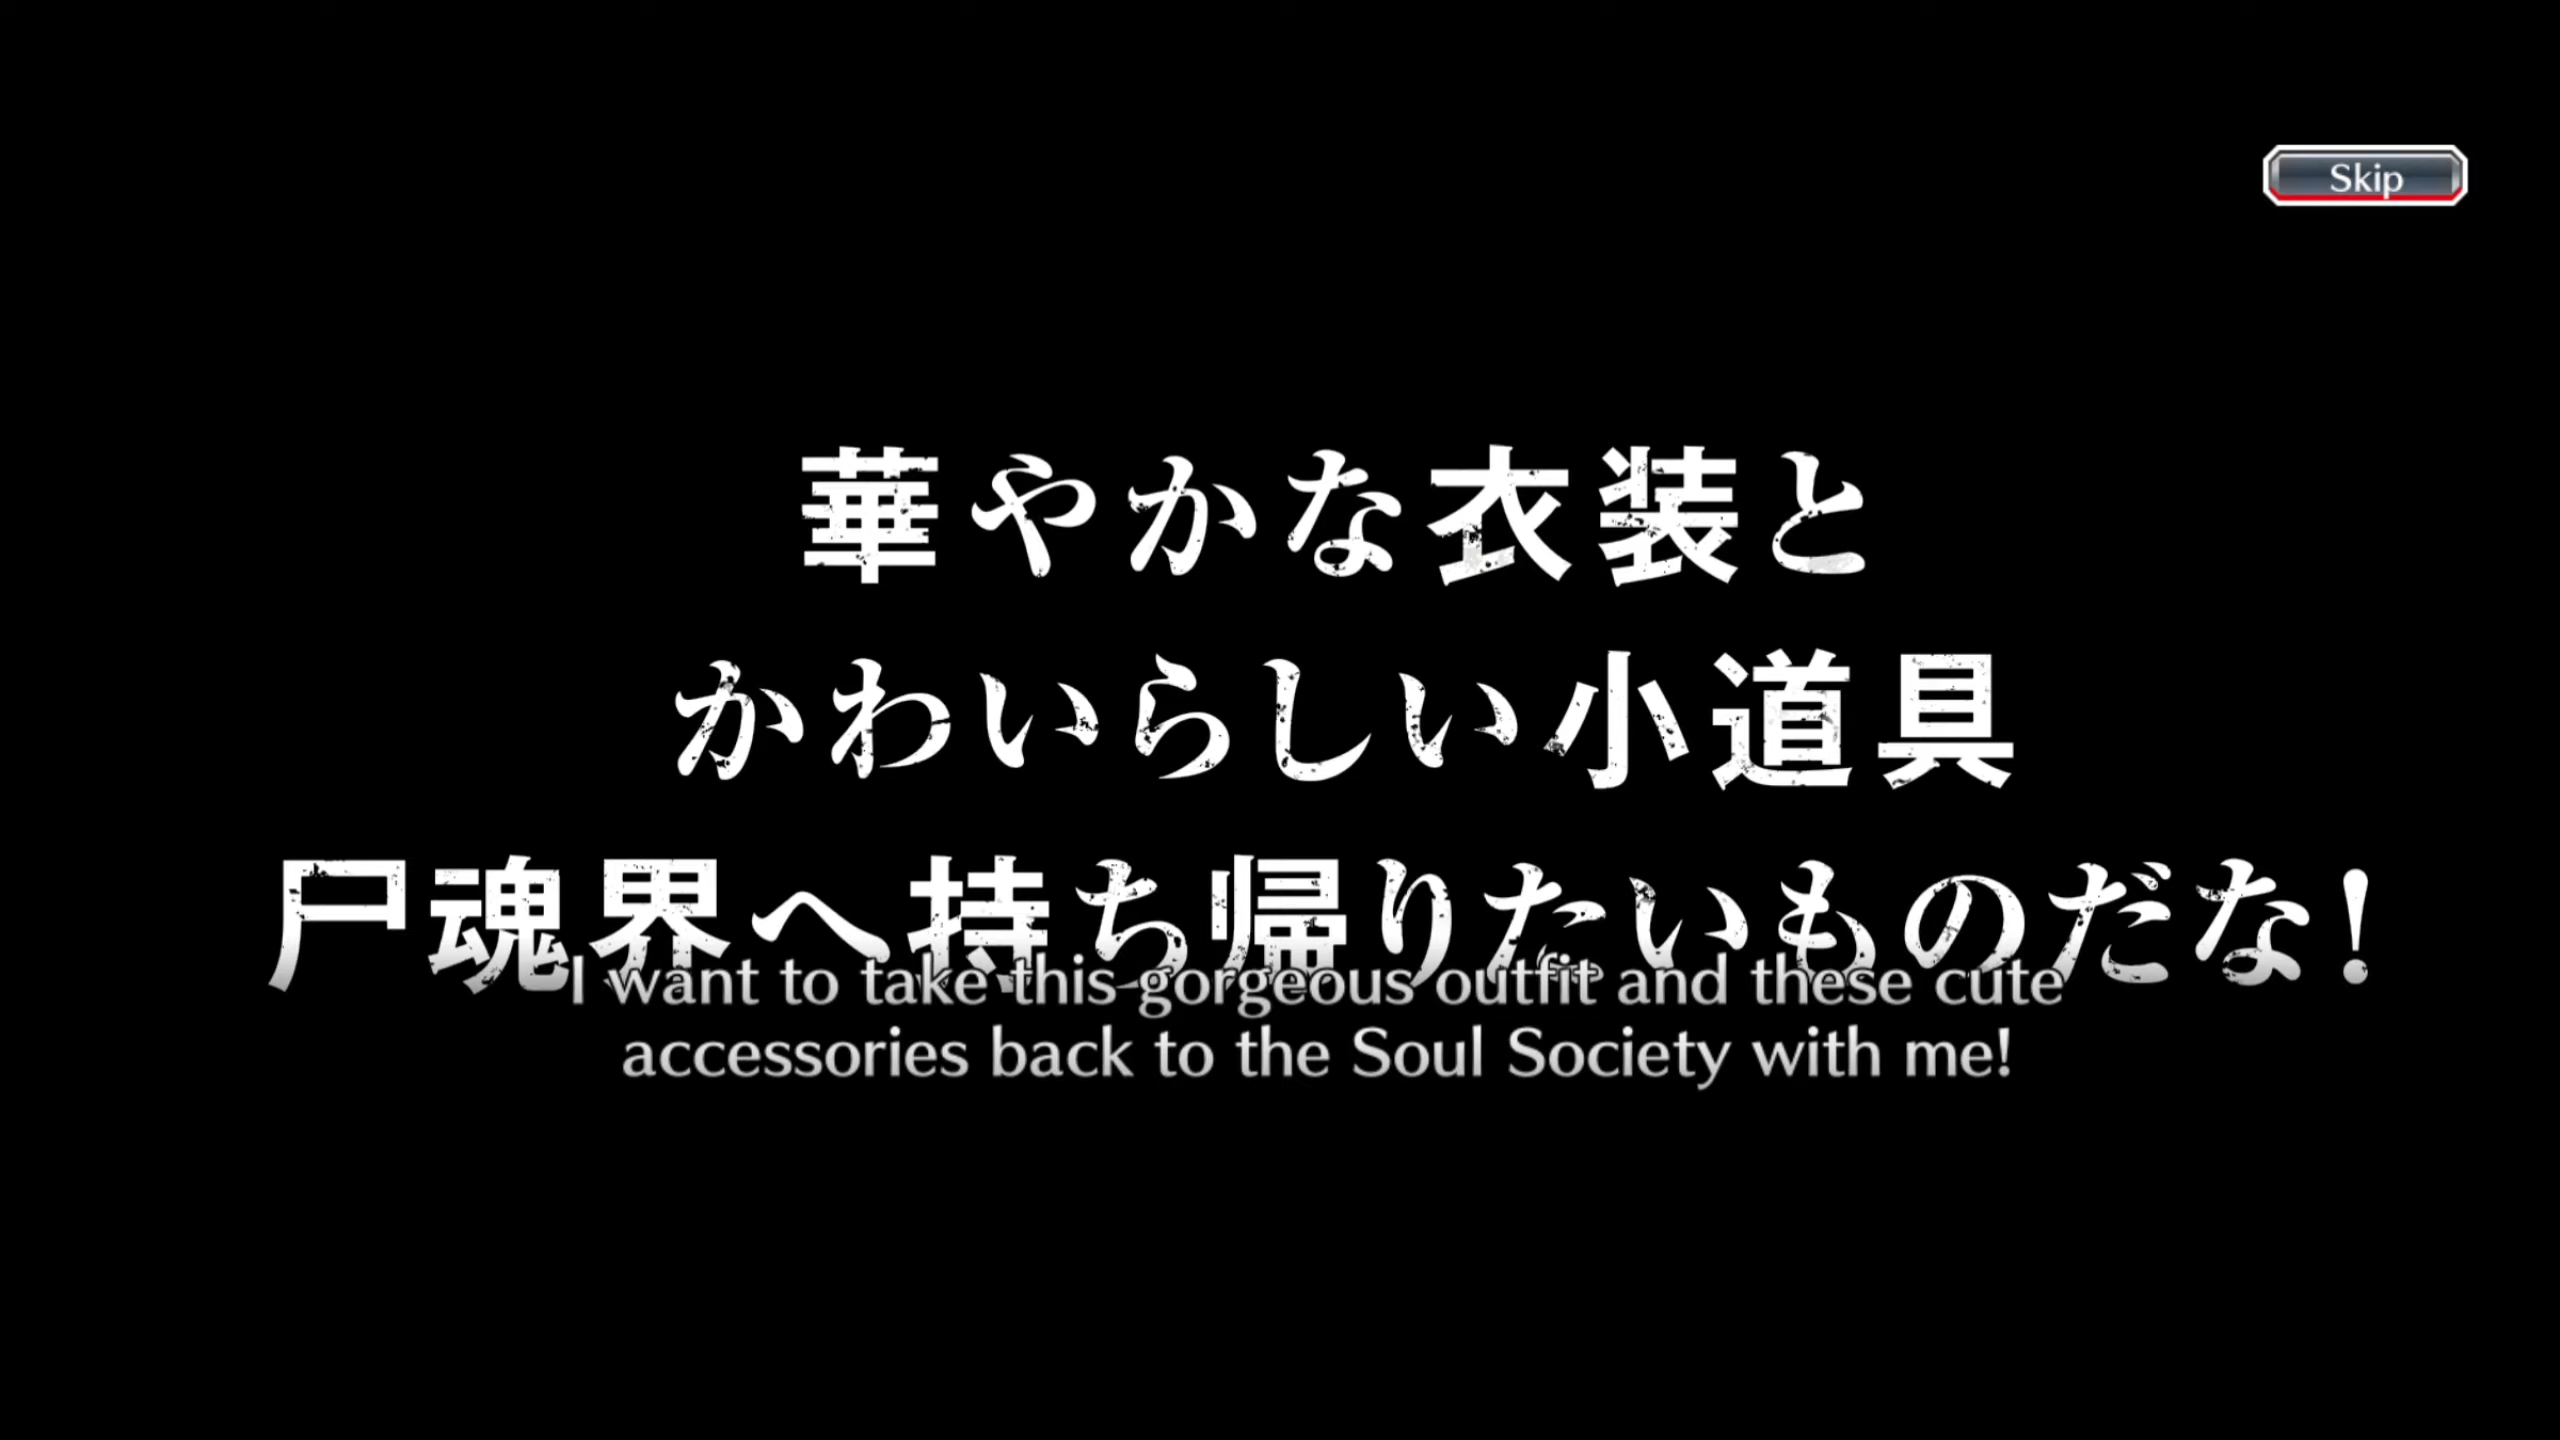 Skip
華やかな衣装と
かわいらしい小道具
尸魂界へ持ち帰りたいものだな！
I want to take this gorgeous outfit and these cute
accessories back to the Soul Society with me!